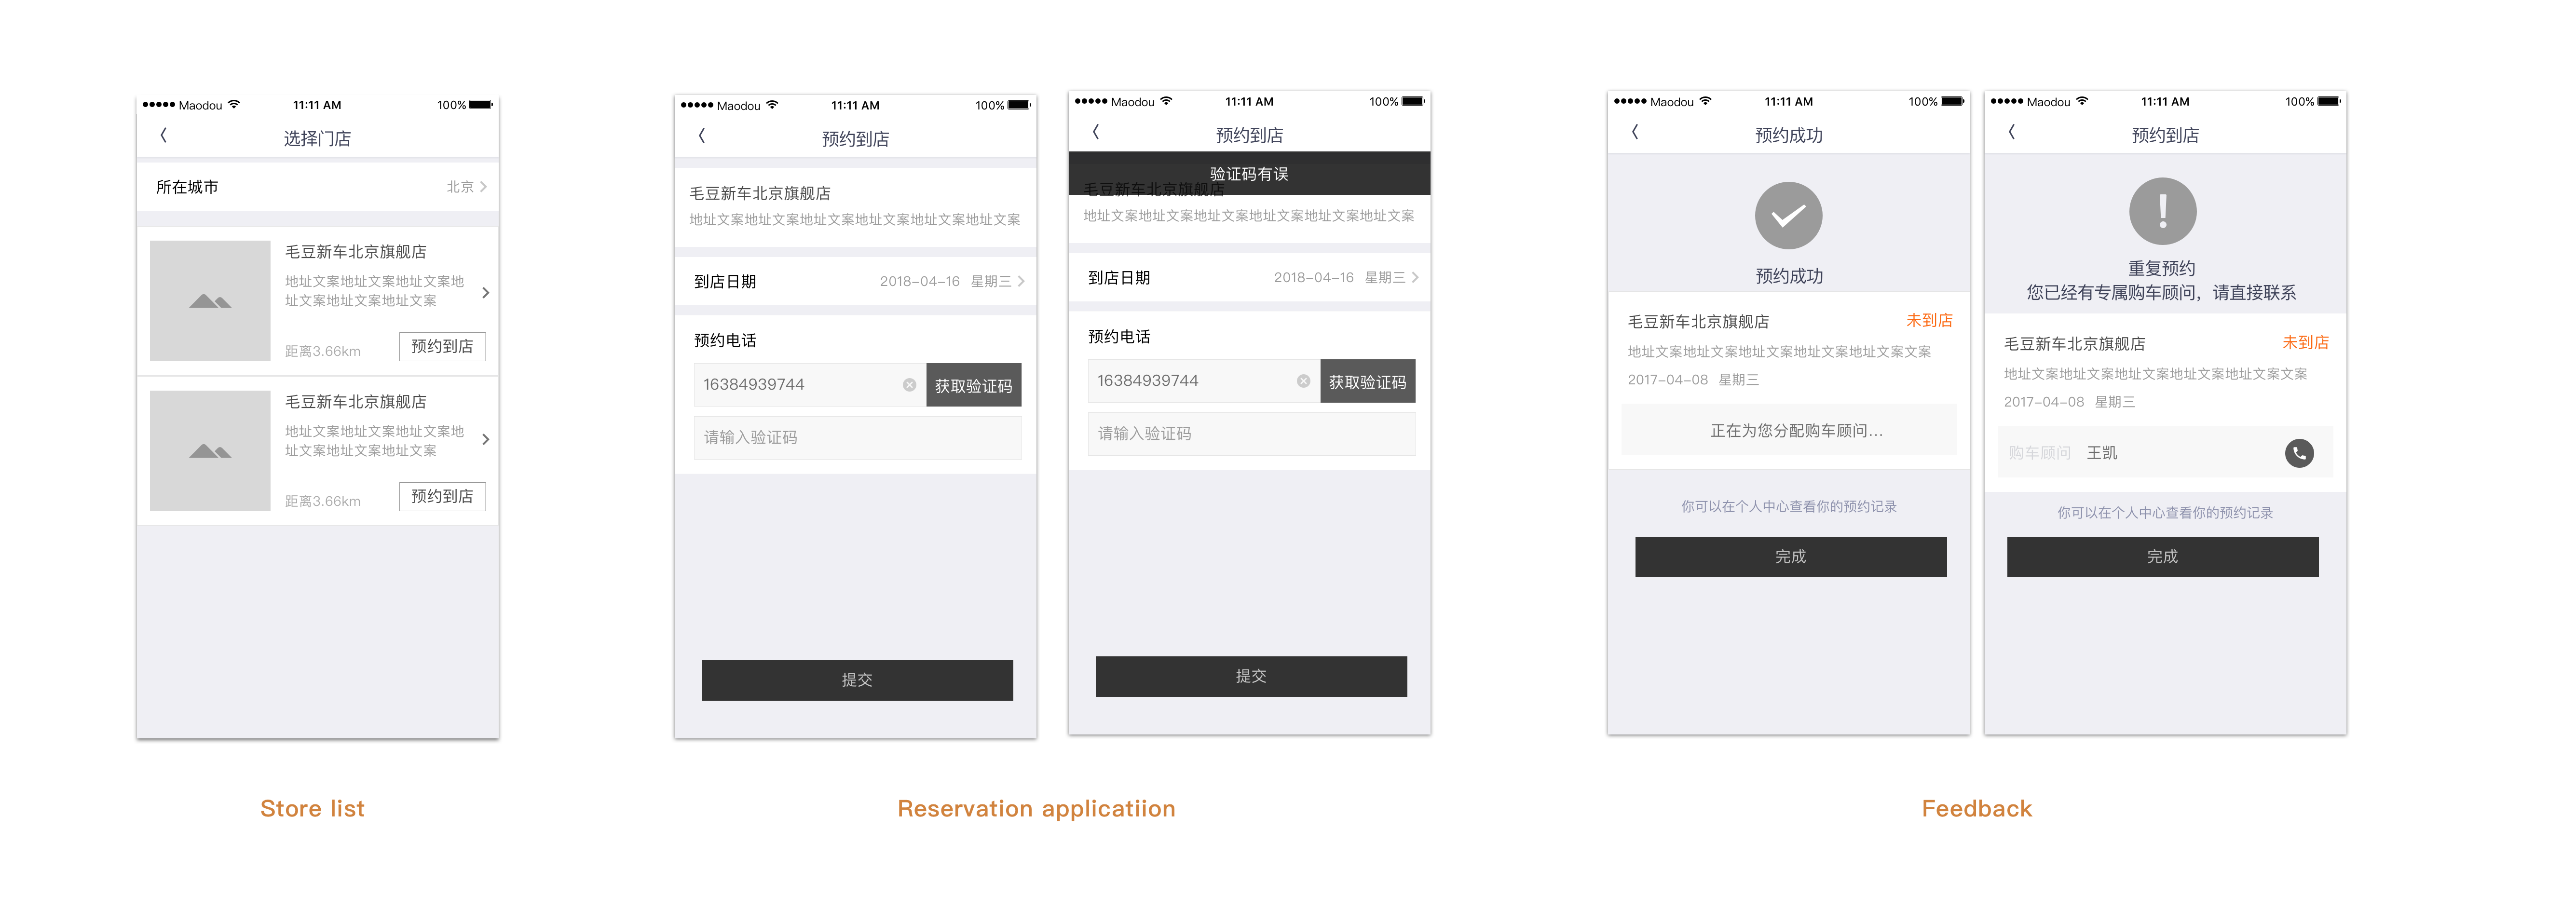 Maodou 11:11 AM 100%
选择门店
所在城市 北京
毛豆新车北京旗舰店
地址文案地址文案地址文案地
址文案地址文案地址文案
距离3.66km 预约到店
毛豆新车北京旗舰店
地址文案地址文案地址文案地
址文案地址文案地址文案
距离3.66km 预约到店
Store list
Maodou 11:11 AM 100%
预约到店
毛豆新车北京旗舰店
地址文案地址文案地址文案地址文案地址文案地址文案
到店日期 2018-04-16 星期三
预约电话
16384939744 获取验证码
请输入验证码
提交
Maodou 11:11 AM 100%
预约到店
验证码有误
毛豆新车北京旗舰店
地址文案地址文案地址文案地址文案地址文案地址文案
到店日期 2018-04-16 星期三
预约电话
16384939744 获取验证码
请输入验证码
提交
Reservation applicatiion
Maodou 11:11 AM 100%
预约成功
预约成功
毛豆新车北京旗舰店 未到店
地址文案地址文案地址文案地址文案地址文案文案
2017-04-08 星期三
正在为您分配购车顾问...
你可以在个人中心查看你的预约记录
完成
Maodou 11:11 AM 100%
预约到店
重复预约
您已经有专属购车顾问，请直接联系
毛豆新车北京旗舰店 未到店
地址文案地址文案地址文案地址文案地址文案文案
2017-04-08 星期三
购车顾问 王凯
你可以在个人中心查看你的预约记录
完成
Feedback